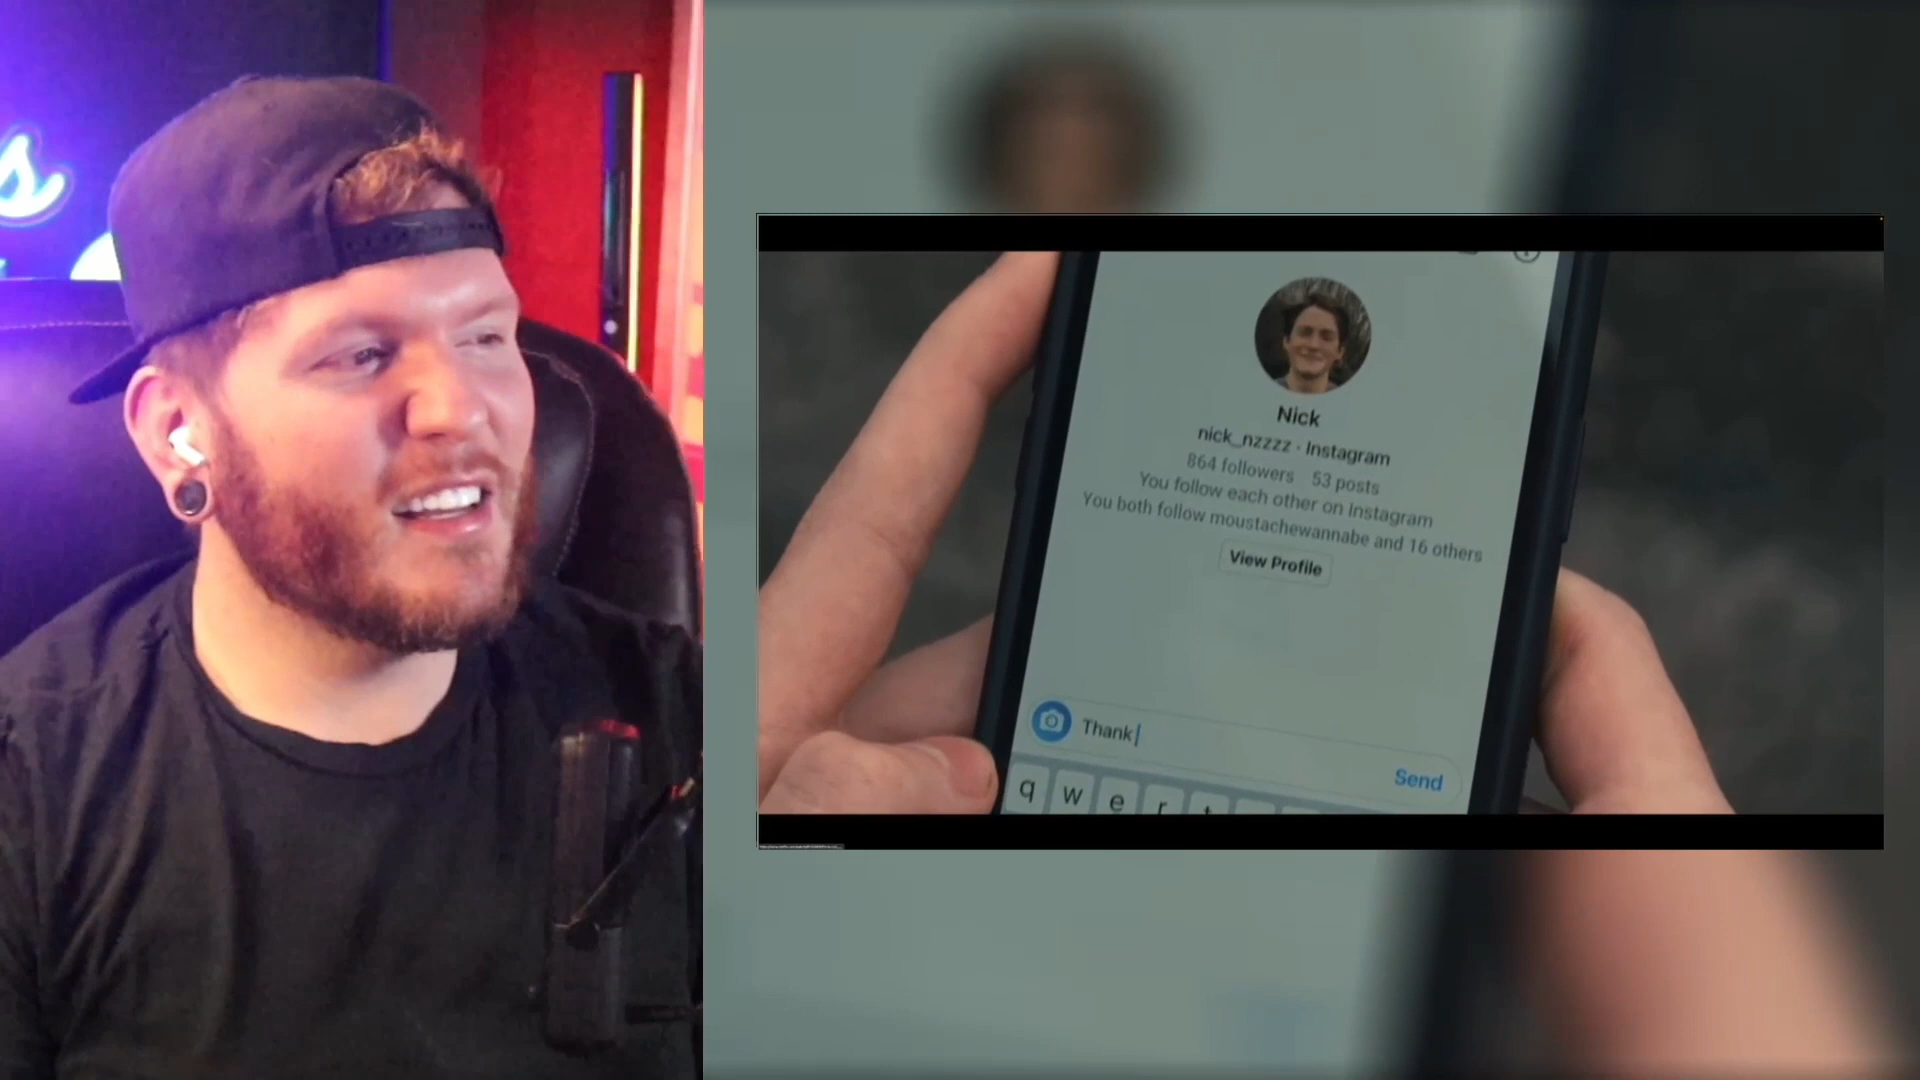 s
Nick
nick_nzzzz · Instagram
864 followers 53 posts
You follow each other on Instagram
You both follow moustachewannabe and 16 others
View Profile
Thank
Send
q w e r t